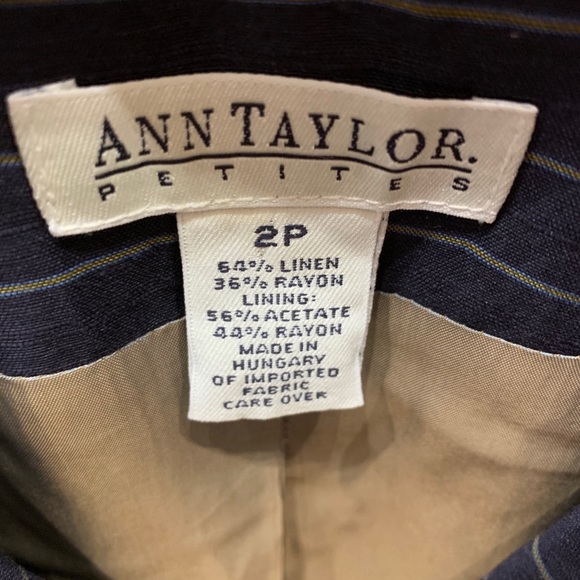 ANN TAYLOR.
PETITES
2P
64% LINEN
36% RAYON
LINING:
56% ACETATE
44% RAYON
MADE IN
HUNGARY
OF IMPORTED
FABRIC
CARE OVER